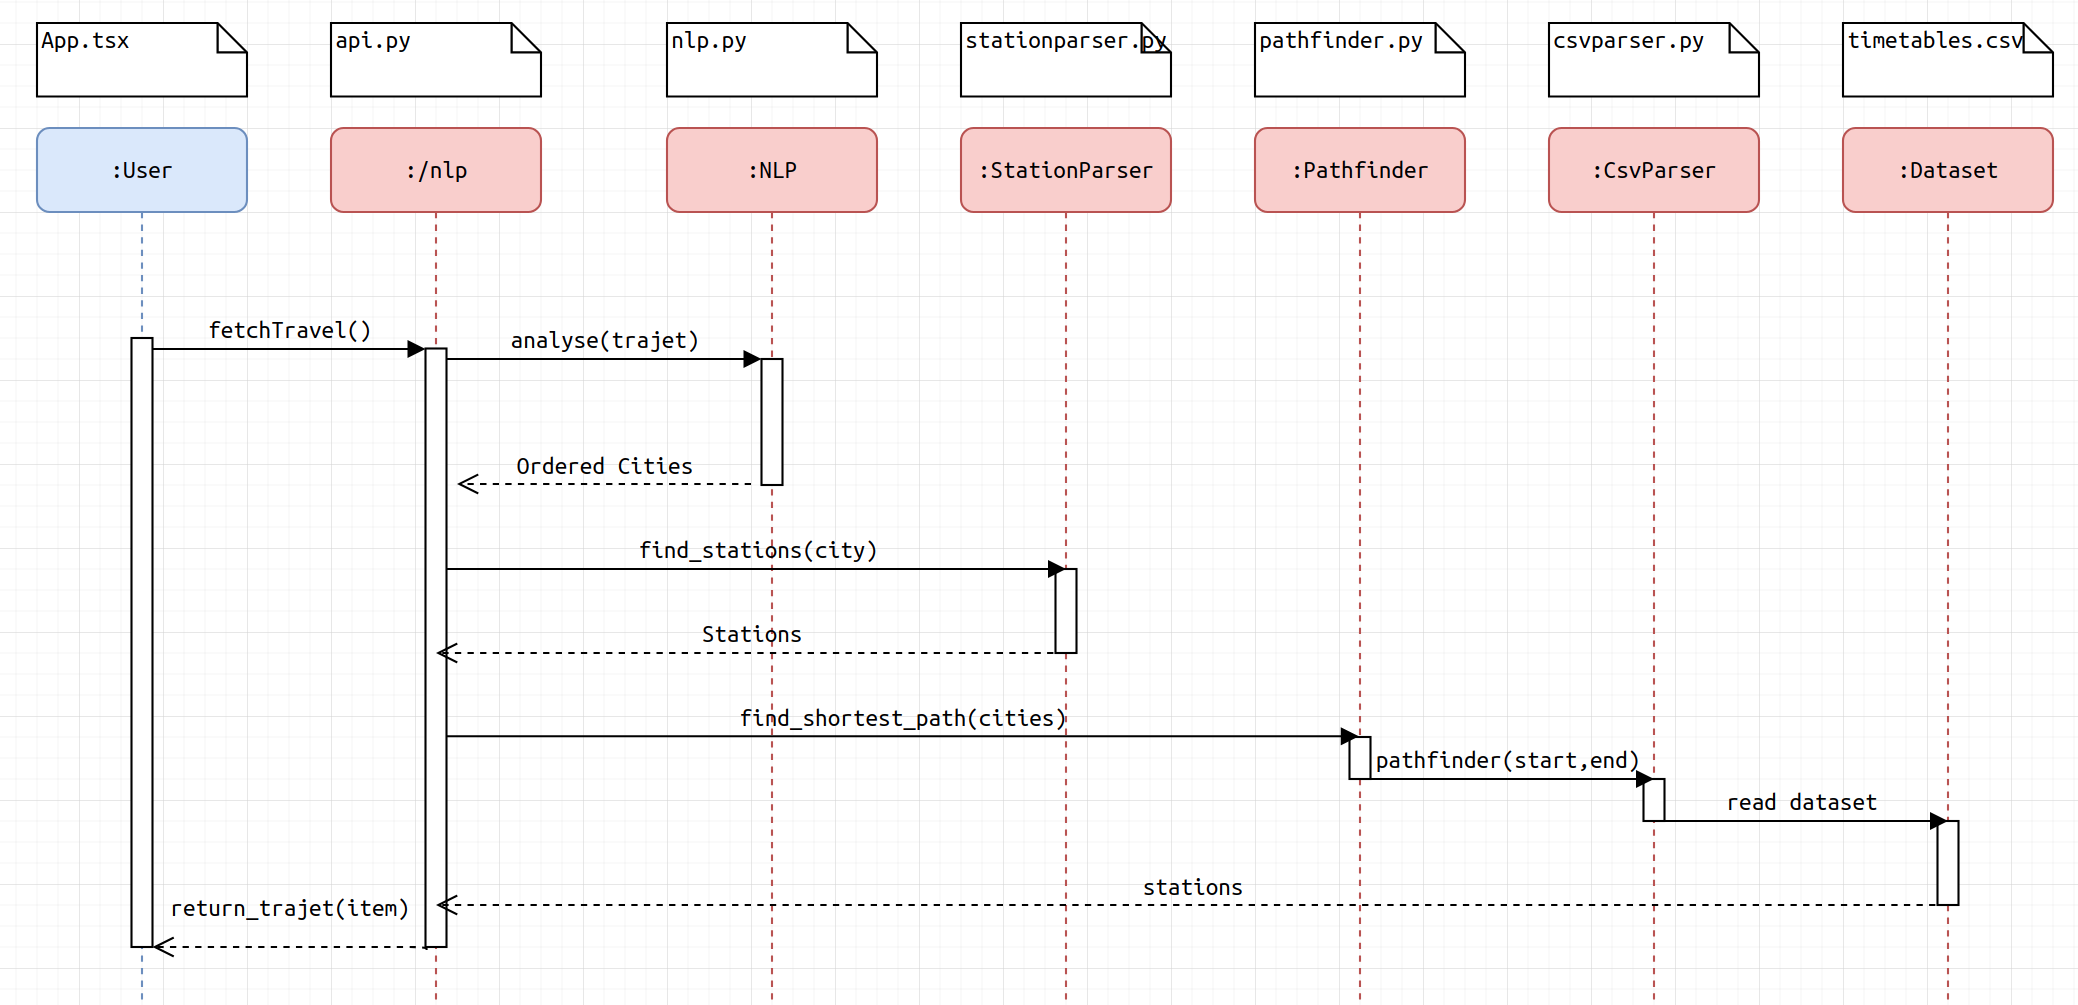 App.tsx
api.py
nlp.py
stationparser.py
pathfinder.py
csvparser.py
timetables.csv
:User
:/nlp
:NLP
:StationParser
:Pathfinder
:CsvParser
:Dataset
fetchTravel()
analyse(trajet)
Ordered Cities
find_stations(city)
Stations
find_shortest_path(cities)
pathfinder(start,end)
read dataset
stations
return_trajet(item)